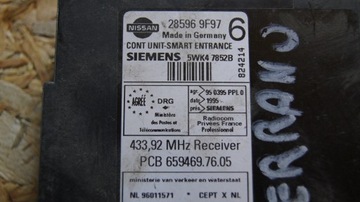 NISSAN 28596 9F97 6
Made in Germany
CONT UNIT-SMART ENTRANCE
SIEMENS 5WK4 7852B
824214
AGRÉÉ
DRG
Ministère
des Postes et
Télécommunications
agr 95 0395 PPL 0
1995
SIEMENS
Radiocom
Privées France
Professionnel
433,92 MHz Receiver
PCB 659469.76.05
ministerie van verkeer en waterstaat
NL 96011571 * CEPT X NL
ERRANO